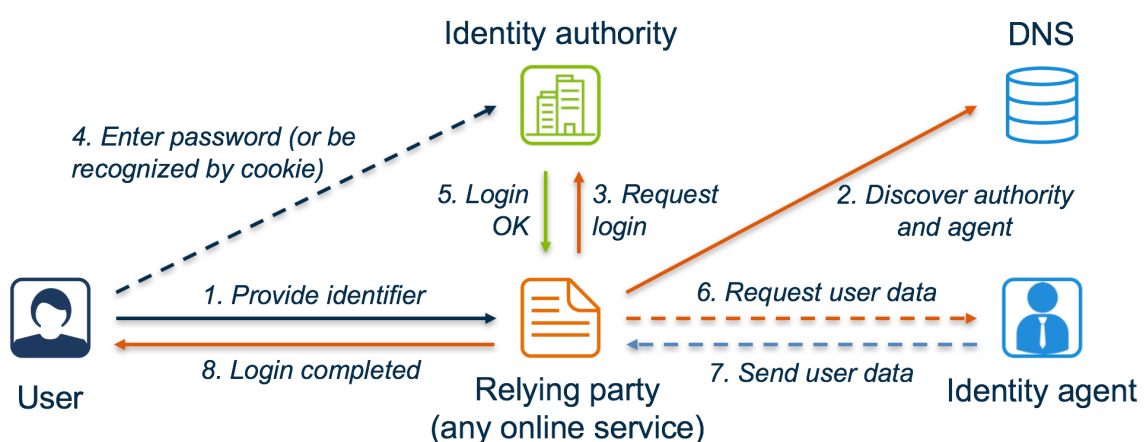 Identity authority
DNS
4. Enter password (or be
recognized by cookie)
5. Login
OK
3. Request
login
2. Discover authority
and agent
1. Provide identifier
6. Request user data
8. Login completed
7. Send user data
User
Relying party
(any online service)
Identity agent